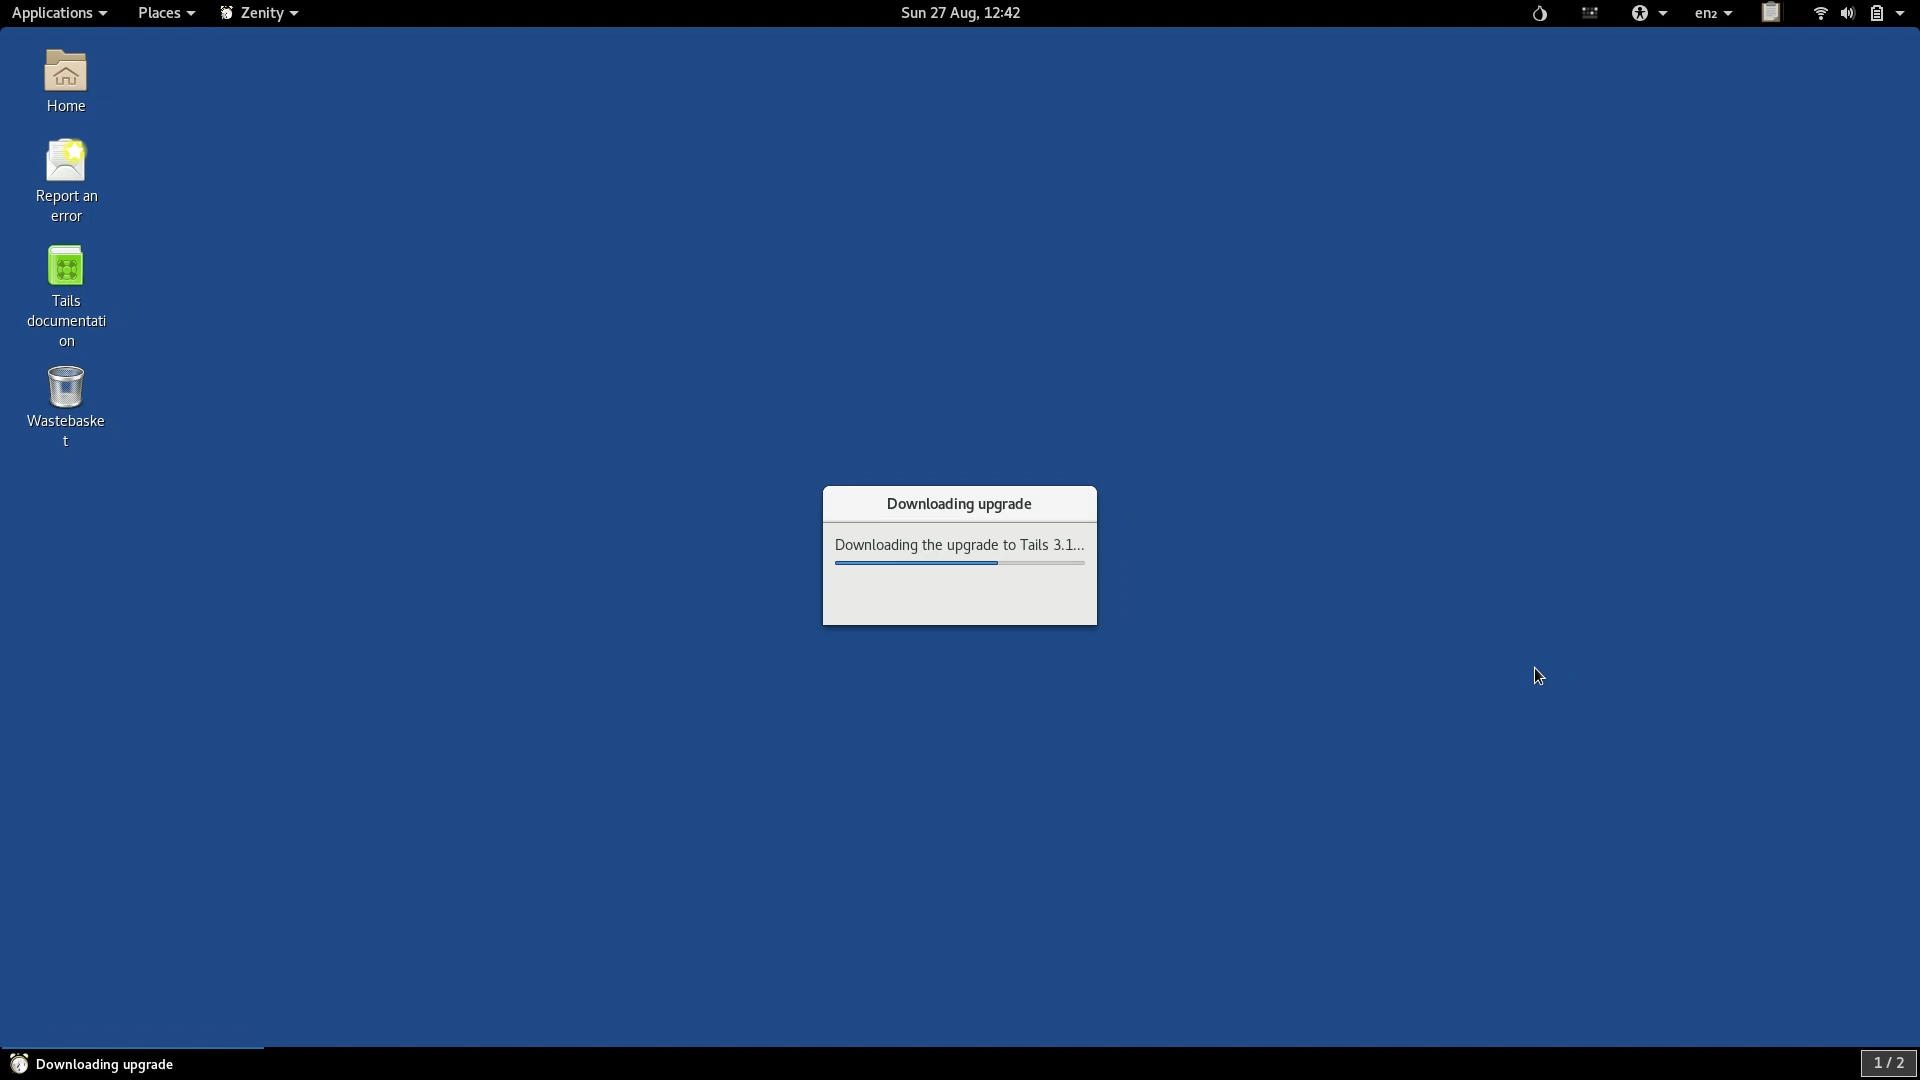 Applications Places Zenity Sun 27 Aug, 12:42 en₂
Home
Report an
error
Tails
documentati
on
Wastebaske
t
Downloading upgrade
Downloading the upgrade to Tails 3.1...
Downloading upgrade 1 / 2